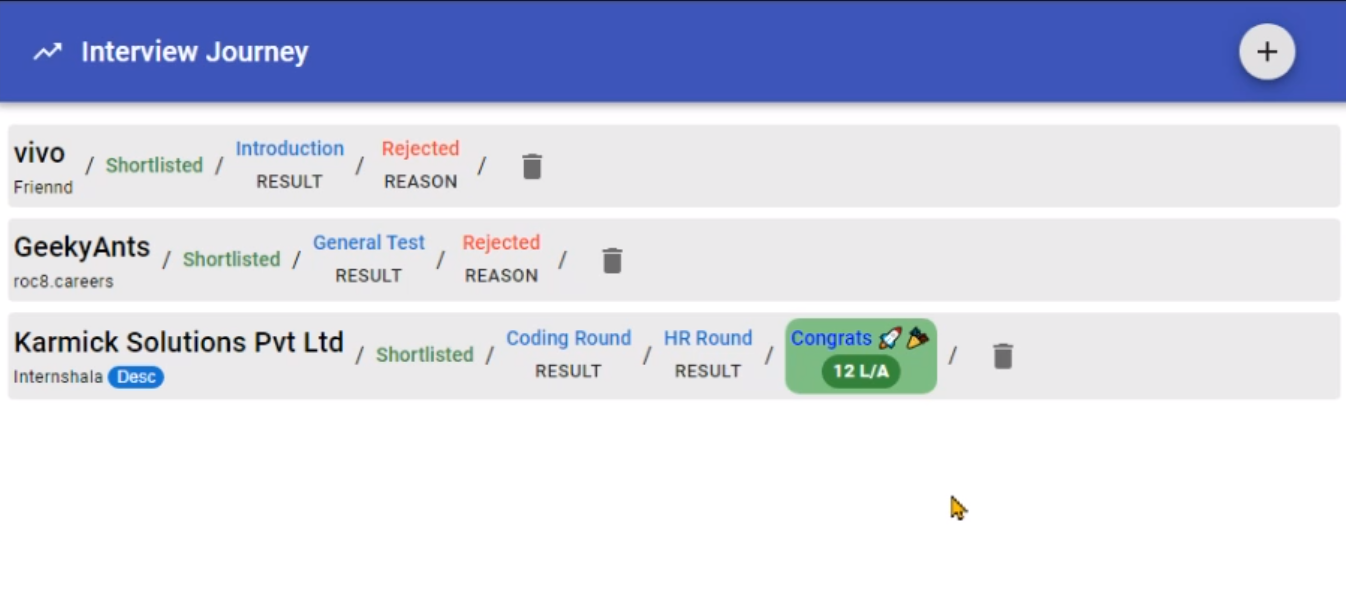 Interview Journey
+
vivo / Shortlisted / Introduction / Rejected /
Friennd RESULT REASON
GeekyAnts / Shortlisted / General Test / Rejected /
roc8.careers RESULT REASON
Karmick Solutions Pvt Ltd / Shortlisted / Coding Round / HR Round / Congrats 🚀 🎉 /
Internshala Desc RESULT RESULT 12 L/A